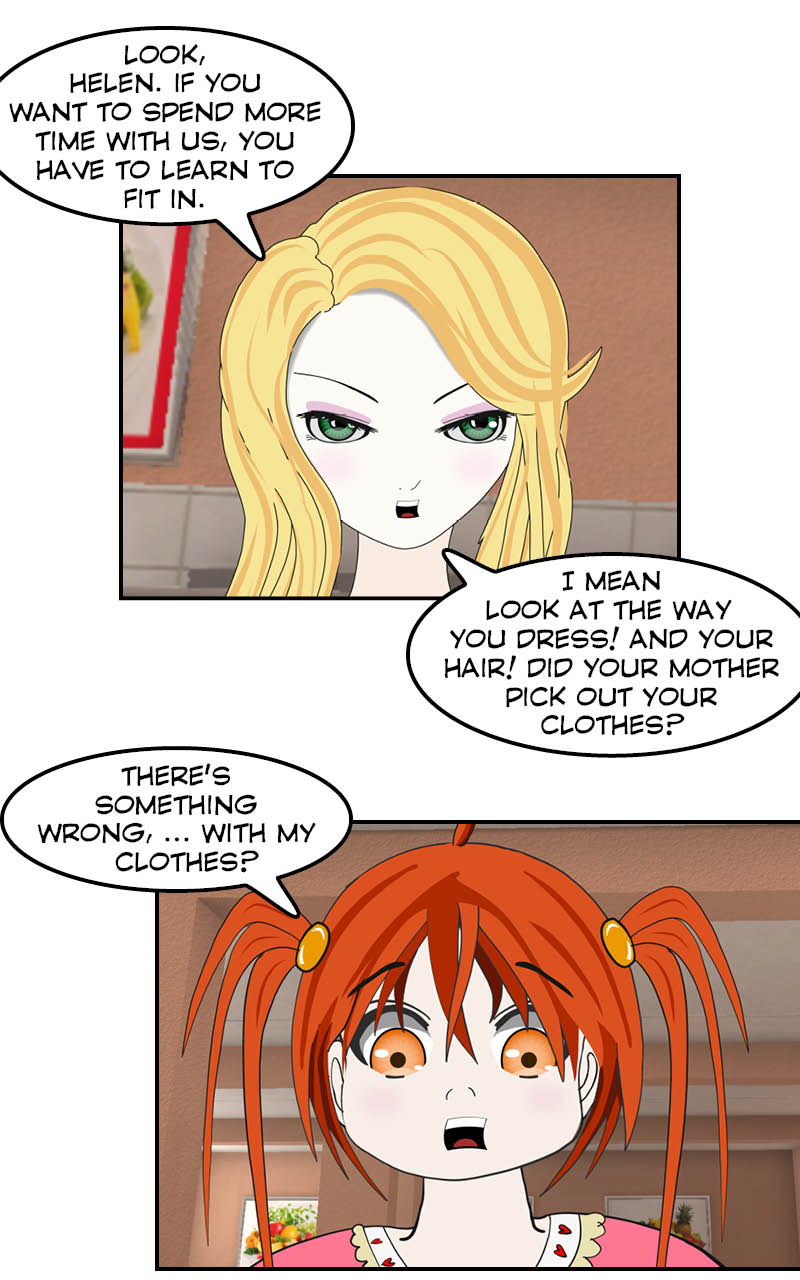 LOOK,
HELEN. IF YOU
WANT TO SPEND MORE
TIME WITH US, YOU
HAVE TO LEARN TO
FIT IN.
I MEAN
LOOK AT THE WAY
YOU DRESS! AND YOUR
HAIR! DID YOUR MOTHER
PICK OUT YOUR
CLOTHES?
THERE'S
SOMETHING
WRONG, ... WITH MY
CLOTHES?